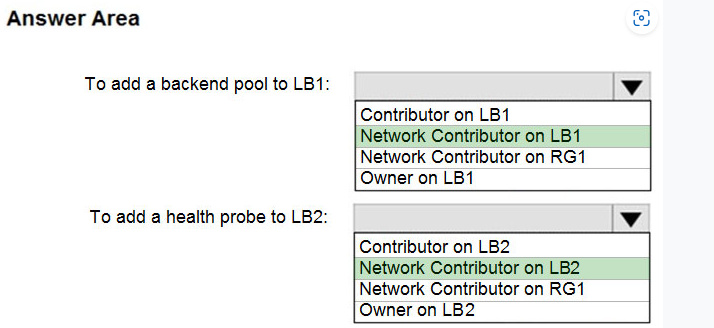 Answer Area
To add a backend pool to LB1:
Contributor on LB1
Network Contributor on LB1
Network Contributor on RG1
Owner on LB1
To add a health probe to LB2:
Contributor on LB2
Network Contributor on LB2
Network Contributor on RG1
Owner on LB2